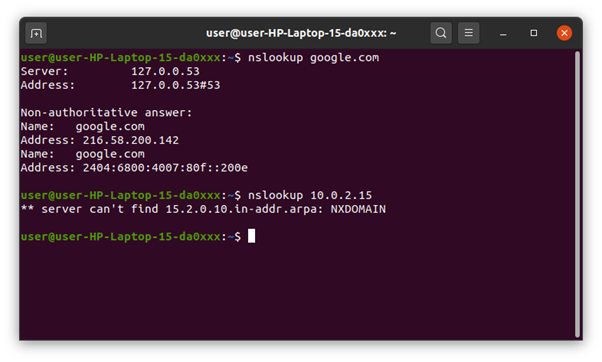 user@user-HP-Laptop-15-da0xxx: ~
user@user-HP-Laptop-15-da0xxx:~$ nslookup google.com
Server:		127.0.0.53
Address:	127.0.0.53#53
Non-authoritative answer:
Name:	google.com
Address: 216.58.200.142
Name:	google.com
Address: 2404:6800:4007:80f::200e
user@user-HP-Laptop-15-da0xxx:~$ nslookup 10.0.2.15
** server can't find 15.2.0.10.in-addr.arpa: NXDOMAIN
user@user-HP-Laptop-15-da0xxx:~$